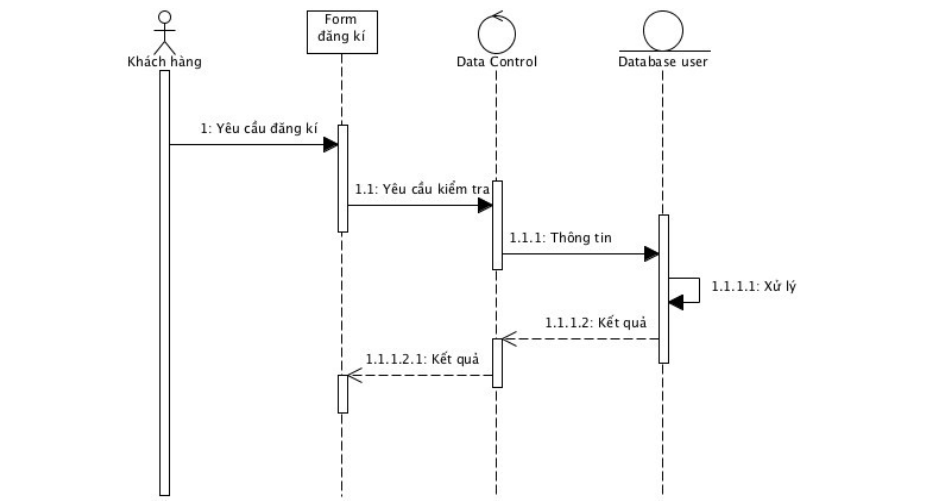 Form
đăng kí
Khách hàng
Data Control
Database user
1: Yêu cầu đăng kí
1.1: Yêu cầu kiểm tra
1.1.1: Thông tin
1.1.1.1: Xử lý
1.1.1.2: Kết quả
1.1.1.2.1: Kết quả